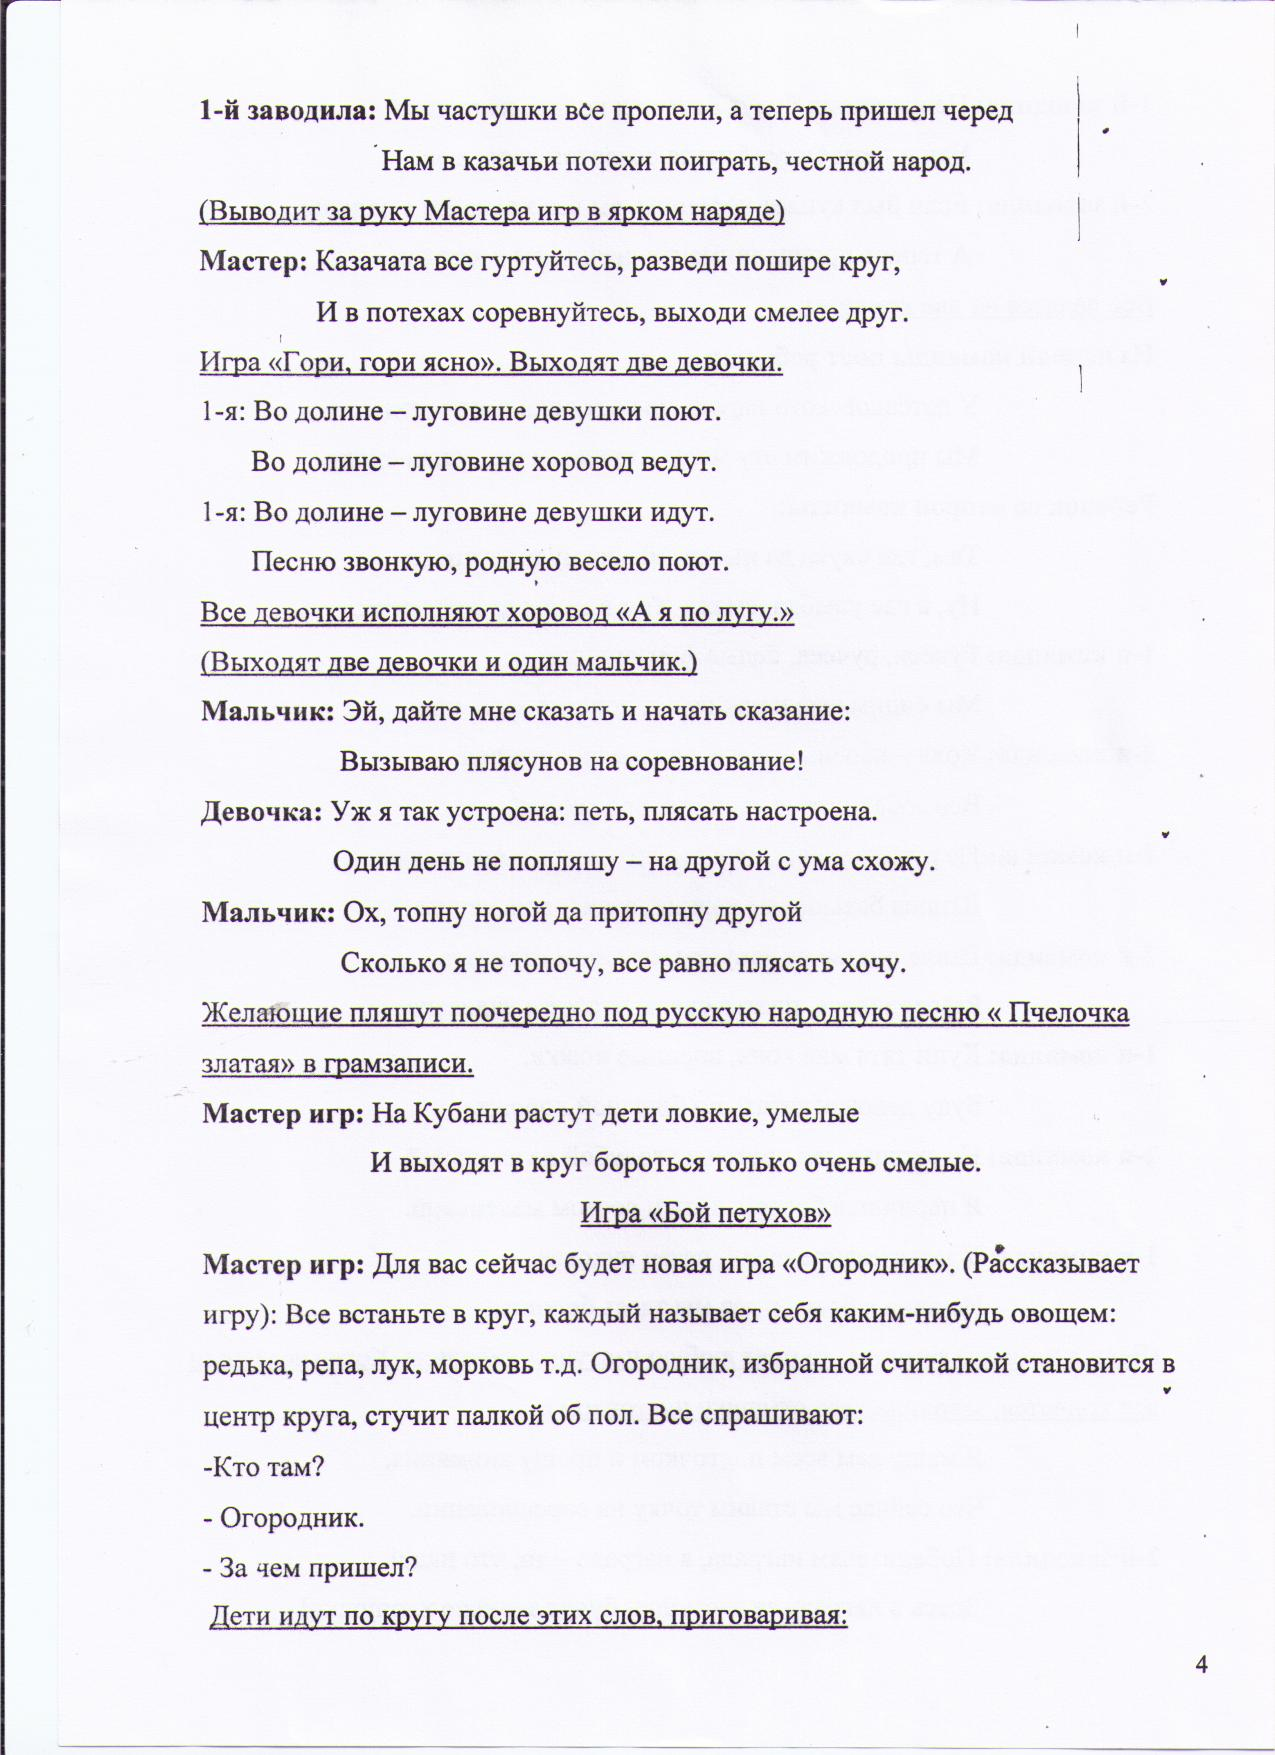 1-й заводила: Мы частушки все пропели, а теперь пришел черед
Нам в казачьи потехи поиграть, честной народ.
(Выводит за руку Мастера игр в ярком наряде)
Мастер: Казачата все гуртуйтесь, разведи пошире круг,
И в потехах соревнуйтесь, выходи смелее друг.
Игра «Гори, гори ясно». Выходят две девочки.
1-я: Во долине – луговине девушки поют.
Во долине – луговине хоровод ведут.
1-я: Во долине – луговине девушки идут.
Песню звонкую, родную весело поют.
Все девочки исполняют хоровод «А я по лугу.»
(Выходят две девочки и один мальчик.)
Мальчик: Эй, дайте мне сказать и начать сказание:
Вызываю плясунов на соревнование!
Девочка: Уж я так устроена: петь, плясать настроена.
Один день не попляшу – на другой с ума схожу.
Мальчик: Ох, топну ногой да притопну другой
Сколько я не топочу, все равно плясать хочу.
Желающие пляшут поочередно под русскую народную песню « Пчелочка
златая» в грамзаписи.
Мастер игр: На Кубани растут дети ловкие, умелые
И выходят в круг бороться только очень смелые.
Игра «Бой петухов»
Мастер игр: Для вас сейчас будет новая игра «Огородник». (Рассказывает
игру): Все встаньте в круг, каждый называет себя каким-нибудь овощем:
редька, репа, лук, морковь т.д. Огородник, избранной считалкой становится в
центр круга, стучит палкой об пол. Все спрашивают:
-Кто там?
- Огородник.
- За чем пришел?
Дети идут по кругу после этих слов, приговаривая:
4